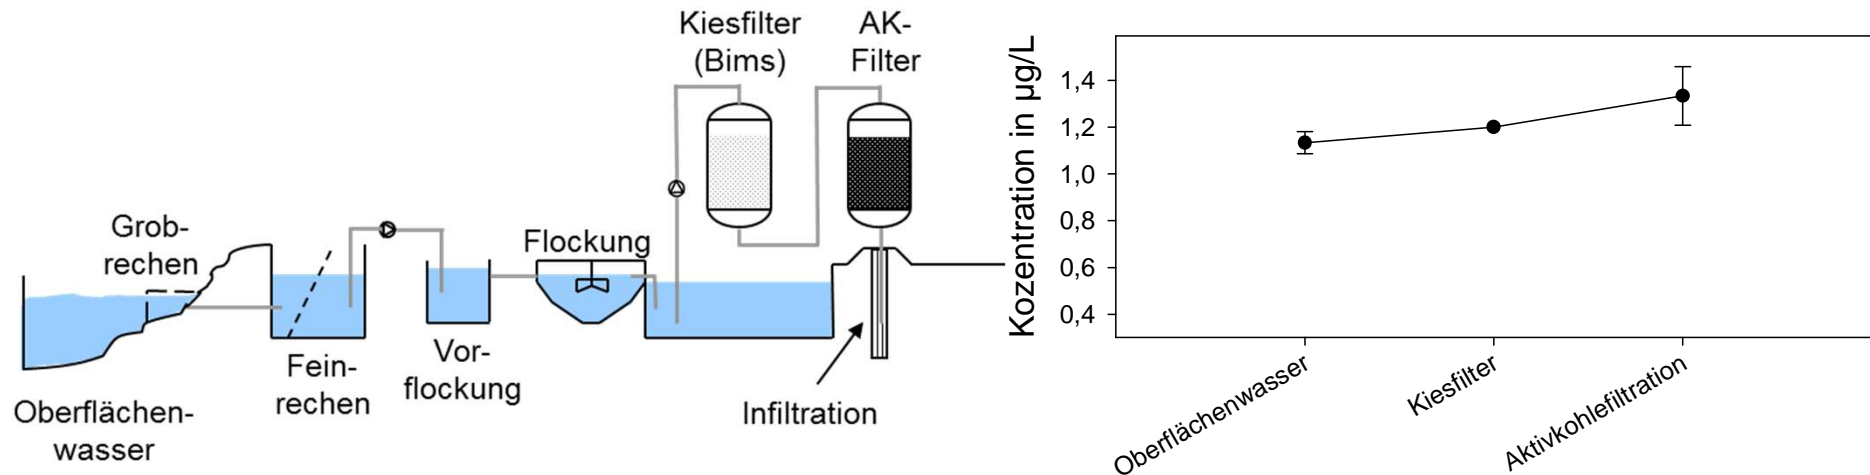 Kiesfilter
(Bims)
AK-
Filter
Grob-
rechen
Flockung
Fein-
rechen
Vor-
flockung
Oberflächen-
wasser
Infiltration
Kozentration in µg/L
1,4
1,2
1,0
0,8
0,6
0,4
Oberflächenwasser
Kiesfilter
Aktivkohlefiltration